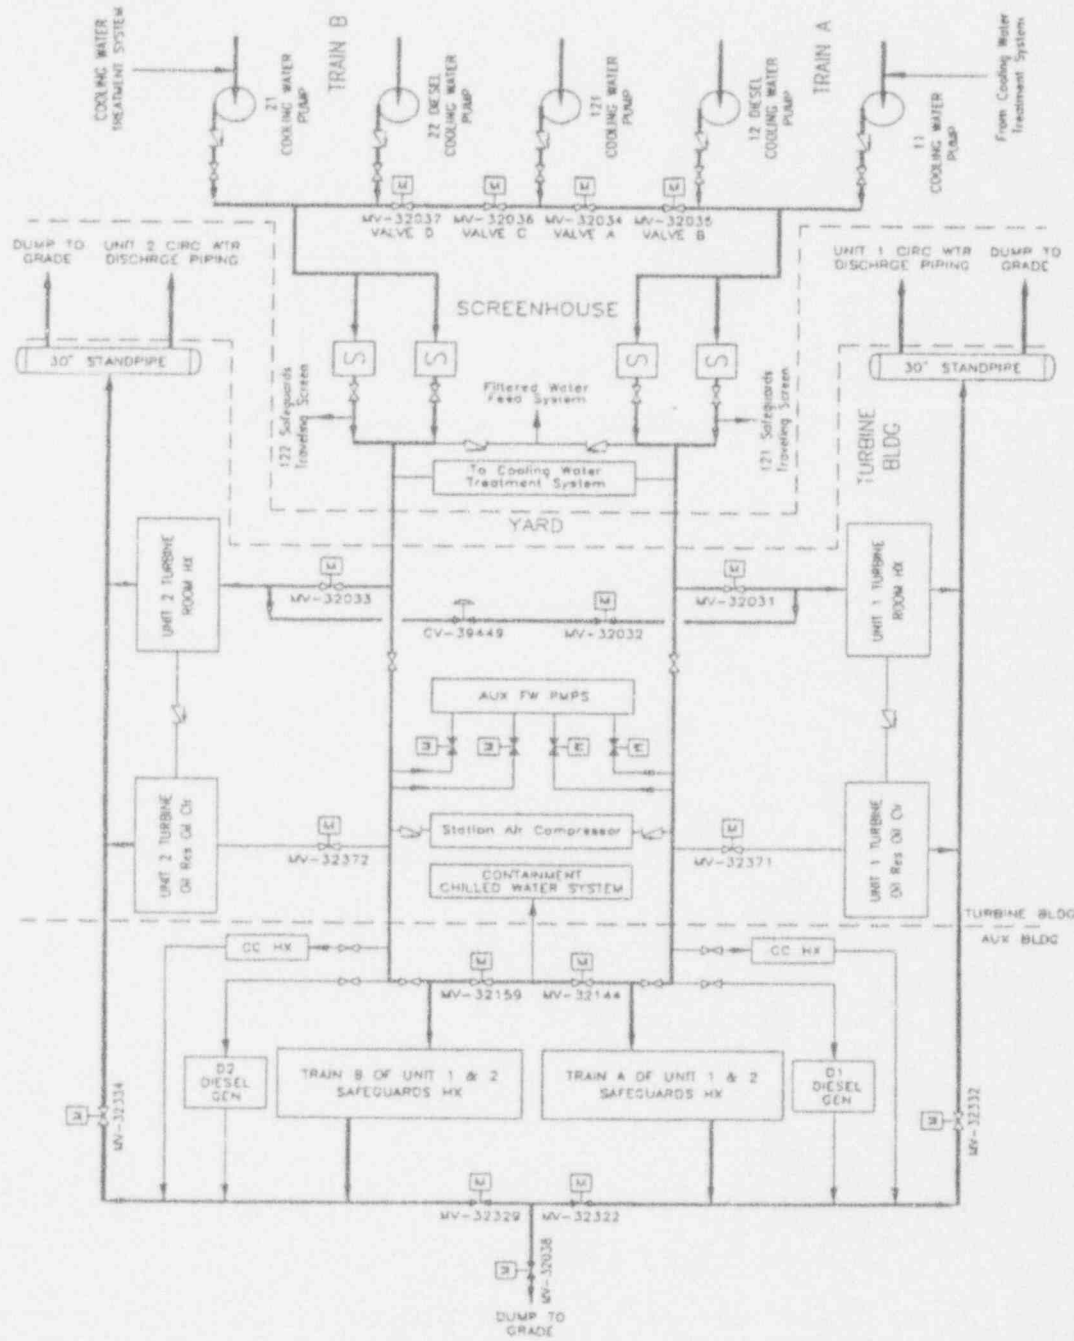 COOLING WATER
TREATMENT SYSTEM
TRAIN B
TRAIN A
From Cooling Water
Treatment System
21
COOLING WATER
PUMP
22 DIESEL
COOLING WATER
PUMP
121
COOLING WATER
PUMP
12 DIESEL
COOLING WATER
PUMP
11
COOLING WATER
PUMP
M
M
M
M
MV-32037
VALVE D
MV-32036
VALVE C
MV-32034
VALVE A
MV-32035
VALVE B
DUMP TO
GRADE
UNIT 2 CIRC WTR
DISCHRGE PIPING
UNIT 1 CIRC WTR
DISCHRGE PIPING
DUMP TO
GRADE
SCREENHOUSE
30" STANDPIPE
S
S
S
S
30" STANDPIPE
122 Safeguards
Traveling Screen
Filtered Water
Feed System
121 Safeguards
Traveling Screen
TURBINE
BLDG
To Cooling Water
Treatment System
YARD
UNIT 2 TURBINE
ROOM HX
M
MV-32033
M
MV-32031
UNIT 1 TURBINE
ROOM HX
CV-39449
M
MV-32032
AUX FW PMPS
M
M
M
M
UNIT 2 TURBINE
Oil Res Oil Clr
M
MV-32372
Station Air Compressor
M
MV-32371
UNIT 1 TURBINE
Oil Res Oil Clr
CONTAINMENT
CHILLED WATER SYSTEM
TURBINE BLDG
AUX BLDG
CC HX
CC HX
M
M
MV-32159
MV-32144
D2
DIESEL
GEN
TRAIN B OF UNIT 1 & 2
SAFEGUARDS HX
TRAIN A OF UNIT 1 & 2
SAFEGUARDS HX
D1
DIESEL
GEN
M
MV-32334
M
MV-32332
M
M
MV-32329
MV-32322
M
MV-32038
DUMP TO
GRADE